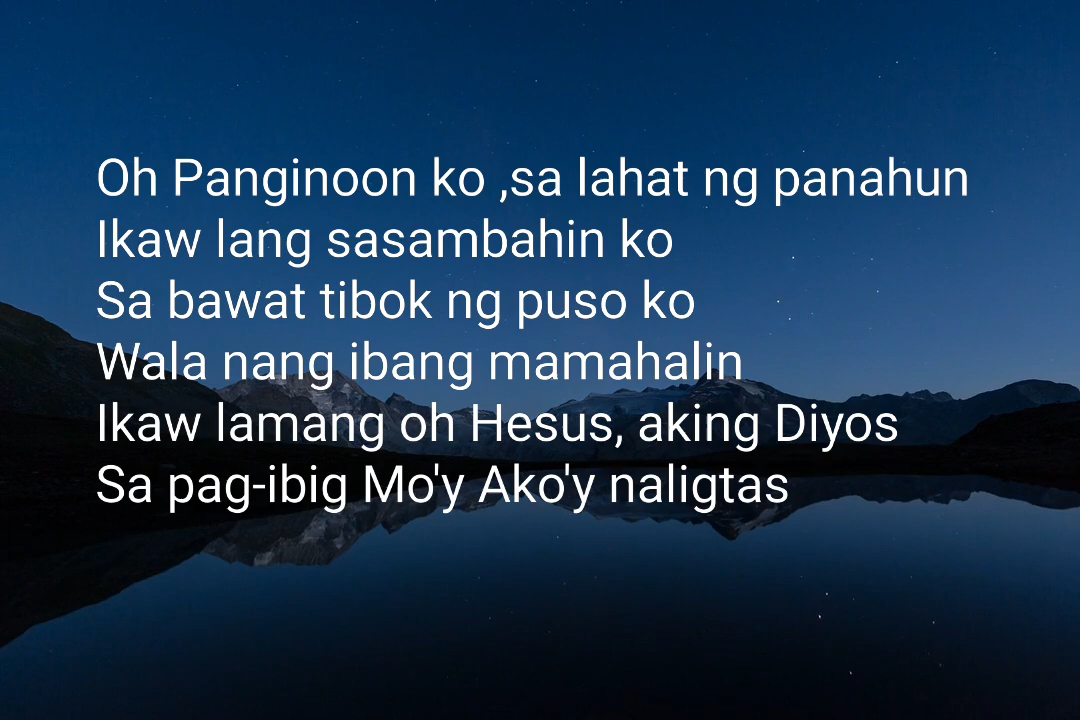 Oh Panginoon ko ,sa lahat ng panahun
Ikaw lang sasambahin ko
Sa bawat tibok ng puso ko
Wala nang ibang mamahalin
Ikaw lamang oh Hesus, aking Diyos
Sa pag-ibig Mo'y Ako'y naligtas